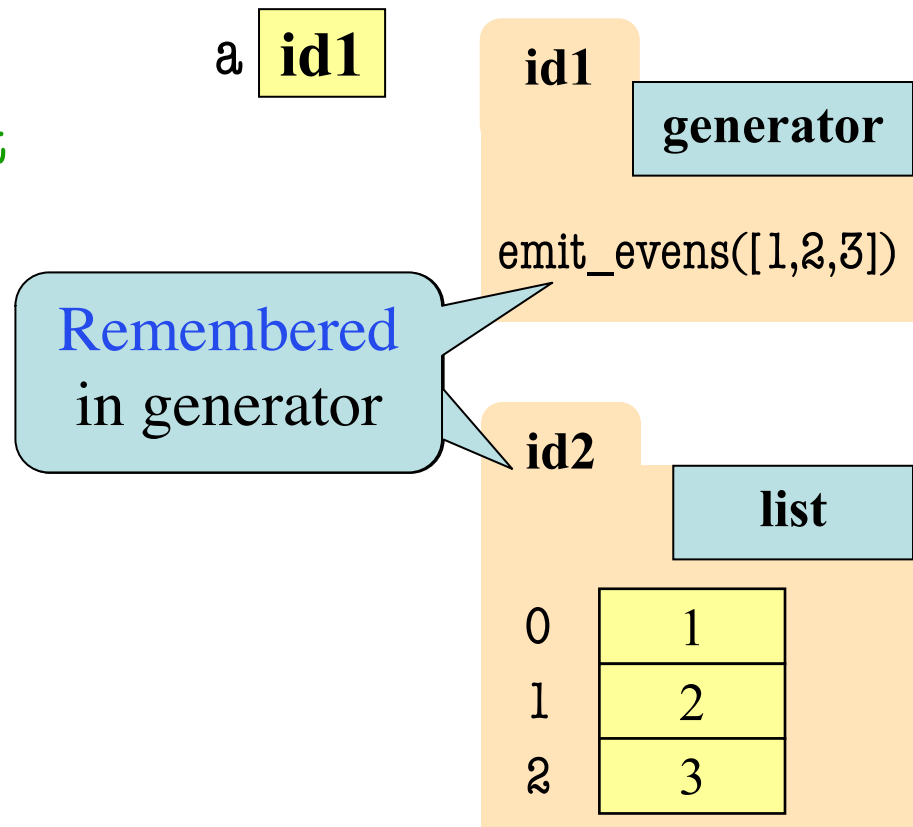 a id1
id1
generator
emit_evens([1,2,3])
Remembered
in generator
id2
list
0 1
1 2
2 3